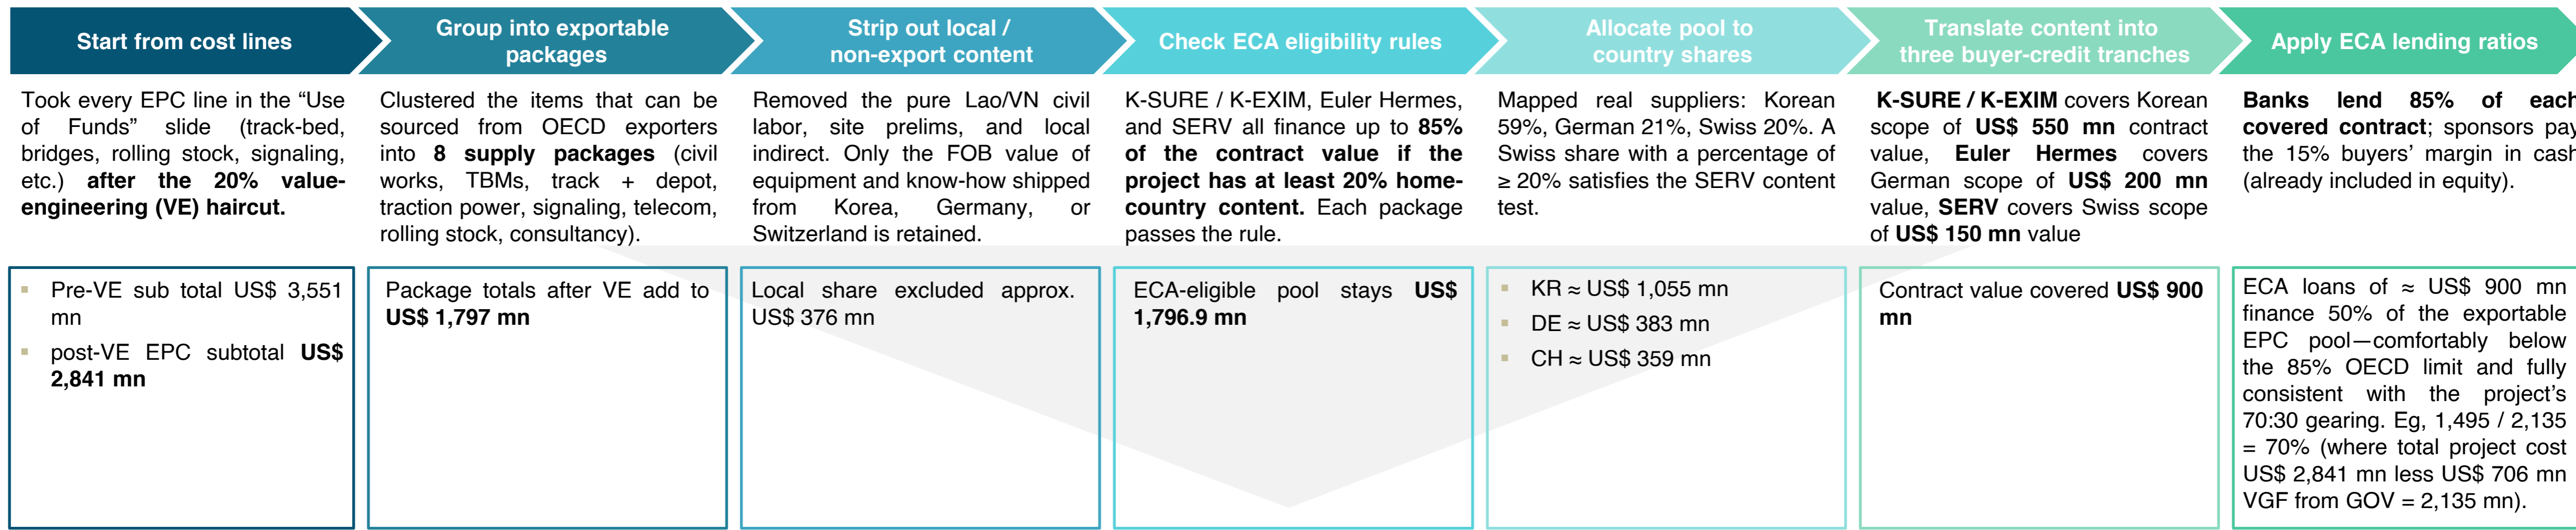 Start from cost lines
Took every EPC line in the “Use
of Funds” slide (track-bed,
bridges, rolling stock, signaling,
etc.) after the 20% value-
engineering (VE) haircut.
▪ Pre-VE sub total US$ 3,551
mn
▪ post-VE EPC subtotal US$
2,841 mn
Group into exportable
packages
Clustered the items that can be
sourced from OECD exporters
into 8 supply packages (civil
works, TBMs, track + depot,
traction power, signaling, telecom,
rolling stock, consultancy).
Package totals after VE add to
US$ 1,797 mn
Strip out local /
non-export content
Removed the pure Lao/VN civil
labor, site prelims, and local
indirect. Only the FOB value of
equipment and know-how shipped
from Korea, Germany, or
Switzerland is retained.
Local share excluded approx.
US$ 376 mn
Check ECA eligibility rules
K-SURE / K-EXIM, Euler Hermes,
and SERV all finance up to 85%
of the contract value if the
project has at least 20% home-
country content. Each package
passes the rule.
ECA-eligible pool stays US$
1,796.9 mn
Allocate pool to
country shares
Mapped real suppliers: Korean
59%, German 21%, Swiss 20%. A
Swiss share with a percentage of
≥ 20% satisfies the SERV content
test.
▪ KR ≈ US$ 1,055 mn
▪ DE ≈ US$ 383 mn
▪ CH ≈ US$ 359 mn
Translate content into
three buyer-credit tranches
K-SURE / K-EXIM covers Korean
scope of US$ 550 mn contract
value, Euler Hermes covers
German scope of US$ 200 mn
value, SERV covers Swiss scope
of US$ 150 mn value
Contract value covered US$ 900
mn
Apply ECA lending ratios
Banks lend 85% of each
covered contract; sponsors pay
the 15% buyers’ margin in cash
(already included in equity).
ECA loans of ≈ US$ 900 mn
finance 50% of the exportable
EPC pool—comfortably below
the 85% OECD limit and fully
consistent with the project’s
70:30 gearing. Eg, 1,495 / 2,135
= 70% (where total project cost
US$ 2,841 mn less US$ 706 mn
VGF from GOV = 2,135 mn).